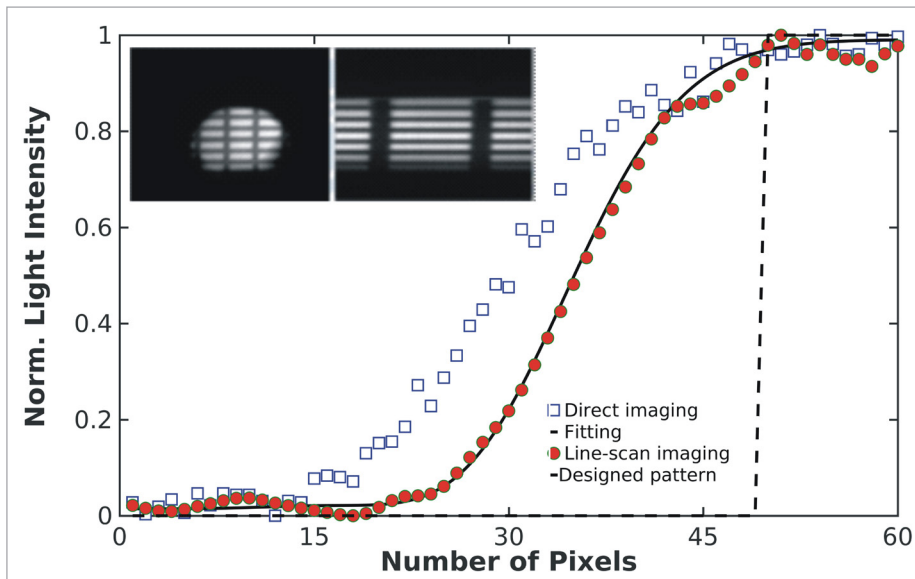 1
0.8
0.6
0.4
0.2
0
Norm. Light Intensity
Direct imaging
Fitting
Line-scan imaging
Designed pattern
0
15
30
45
60
Number of Pixels